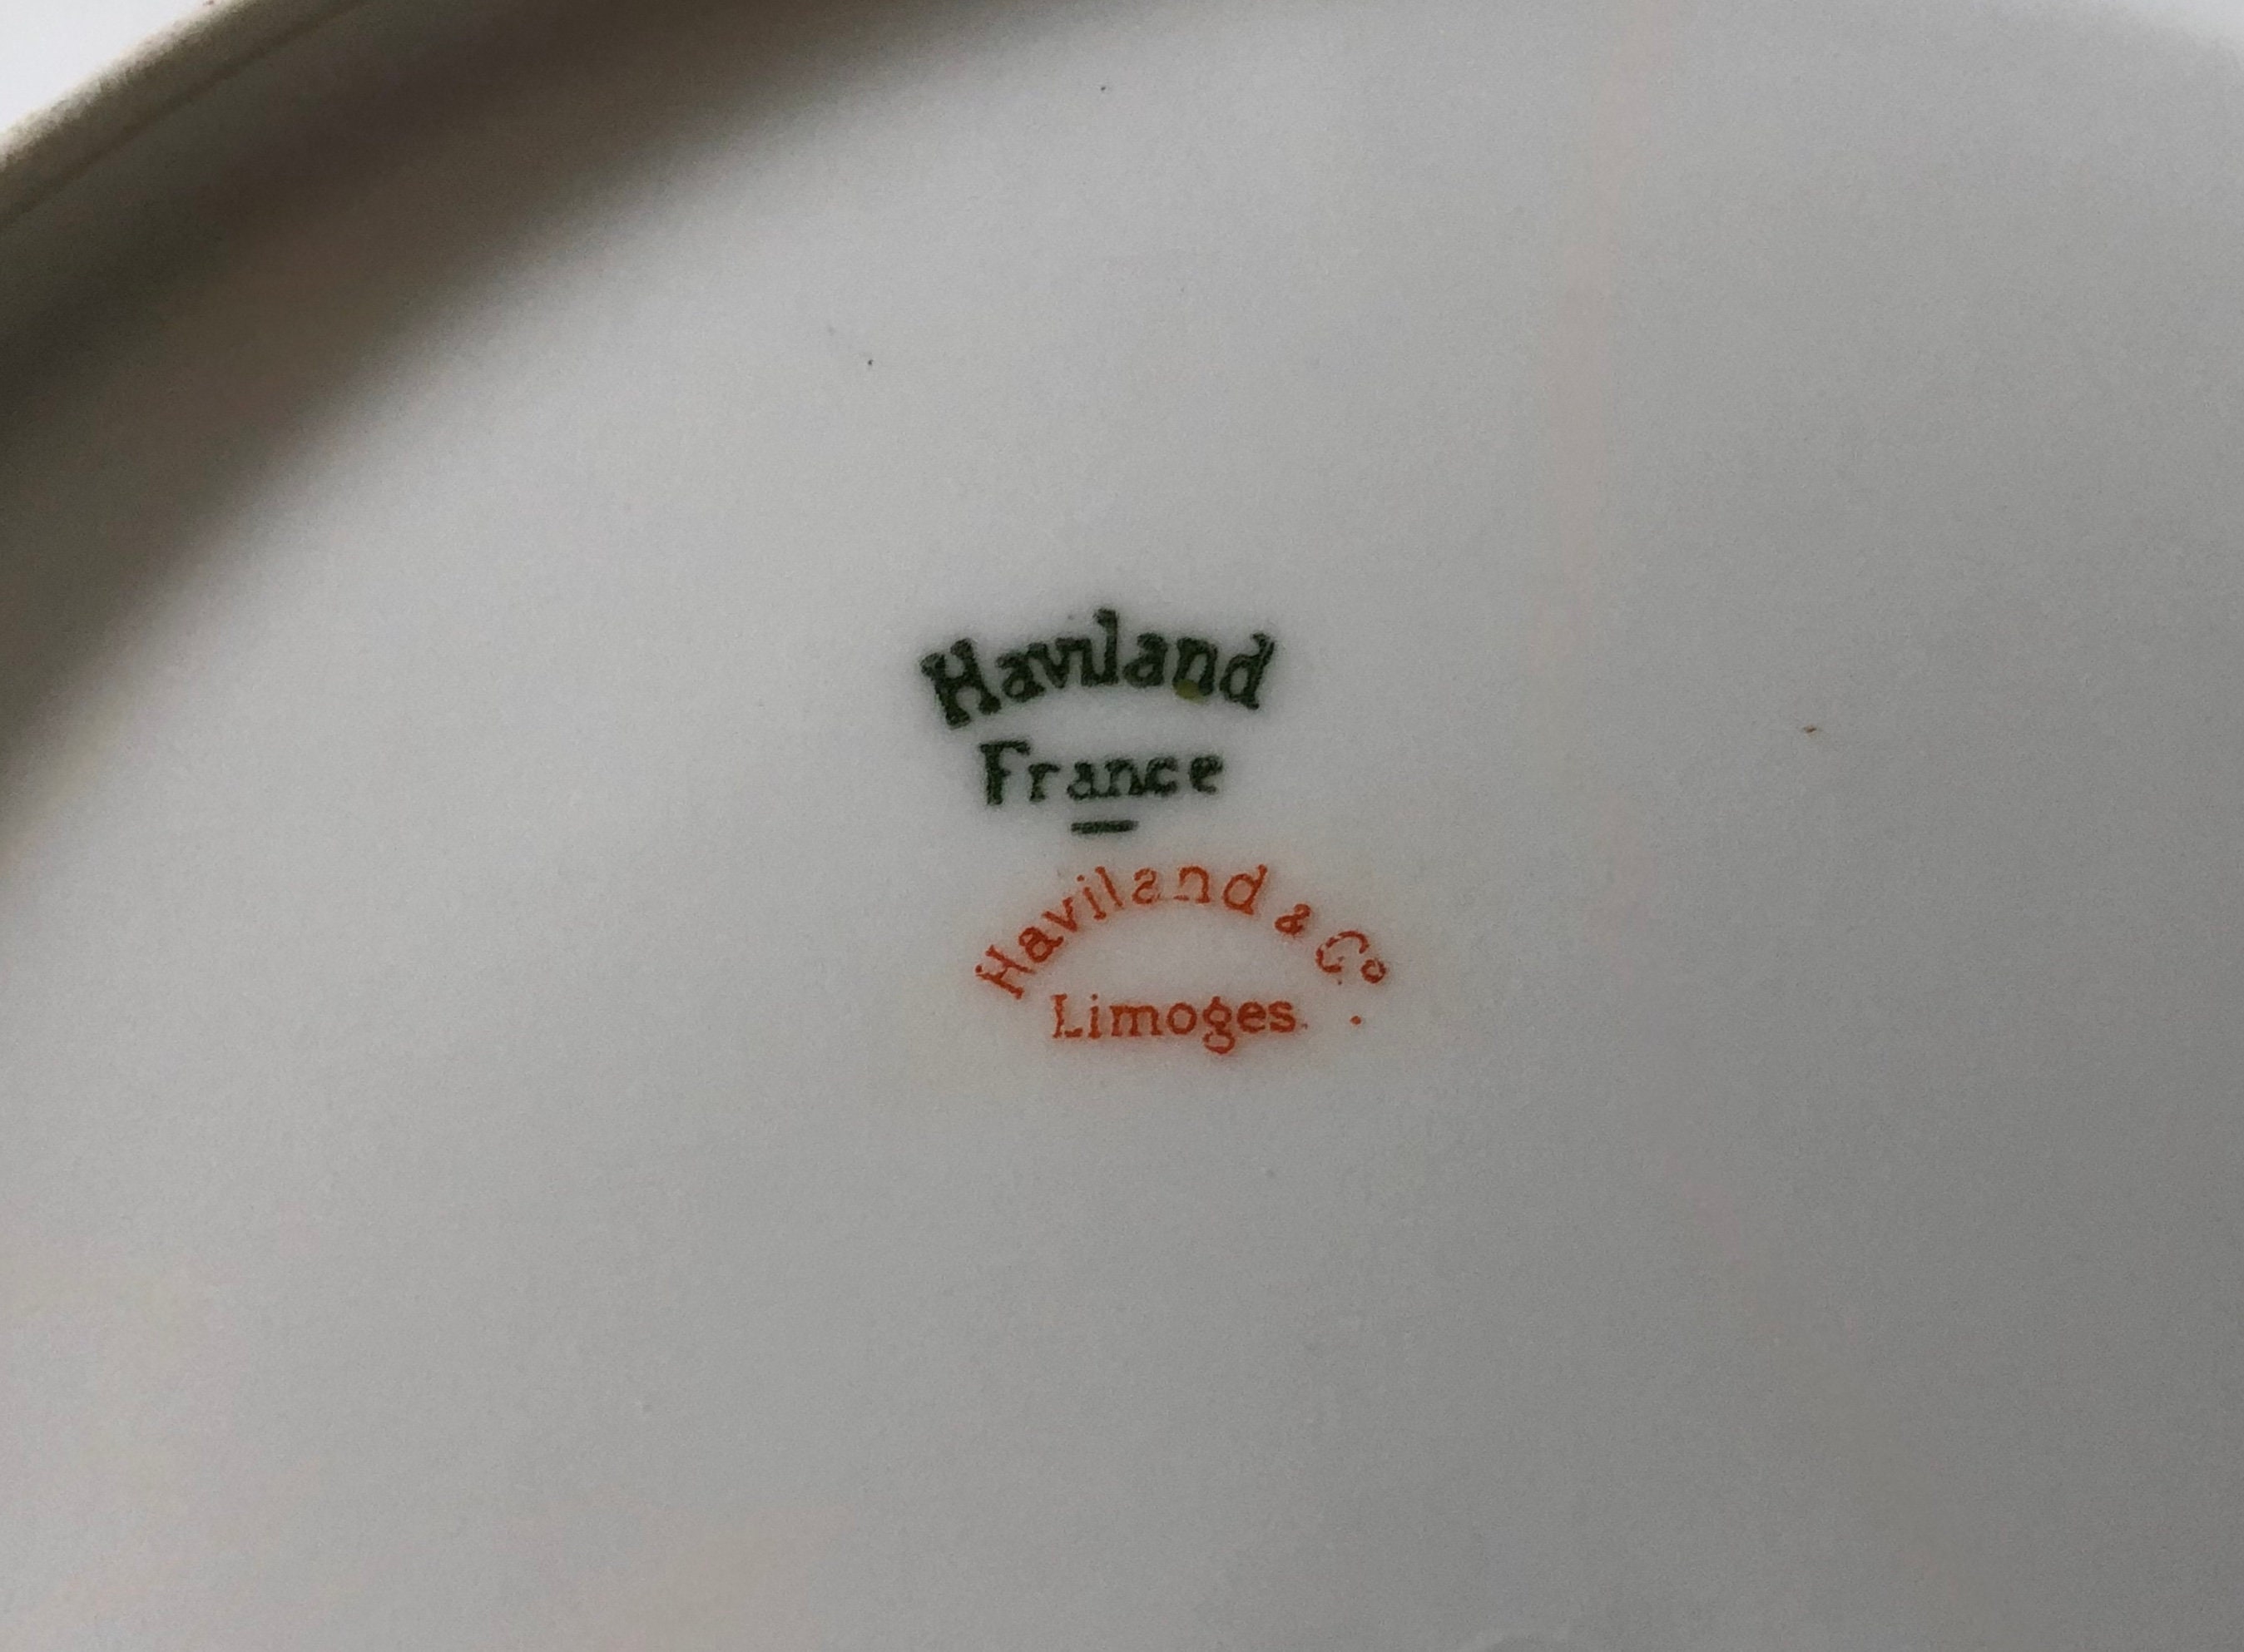 Haviland
France
Haviland & Co
Limoges.